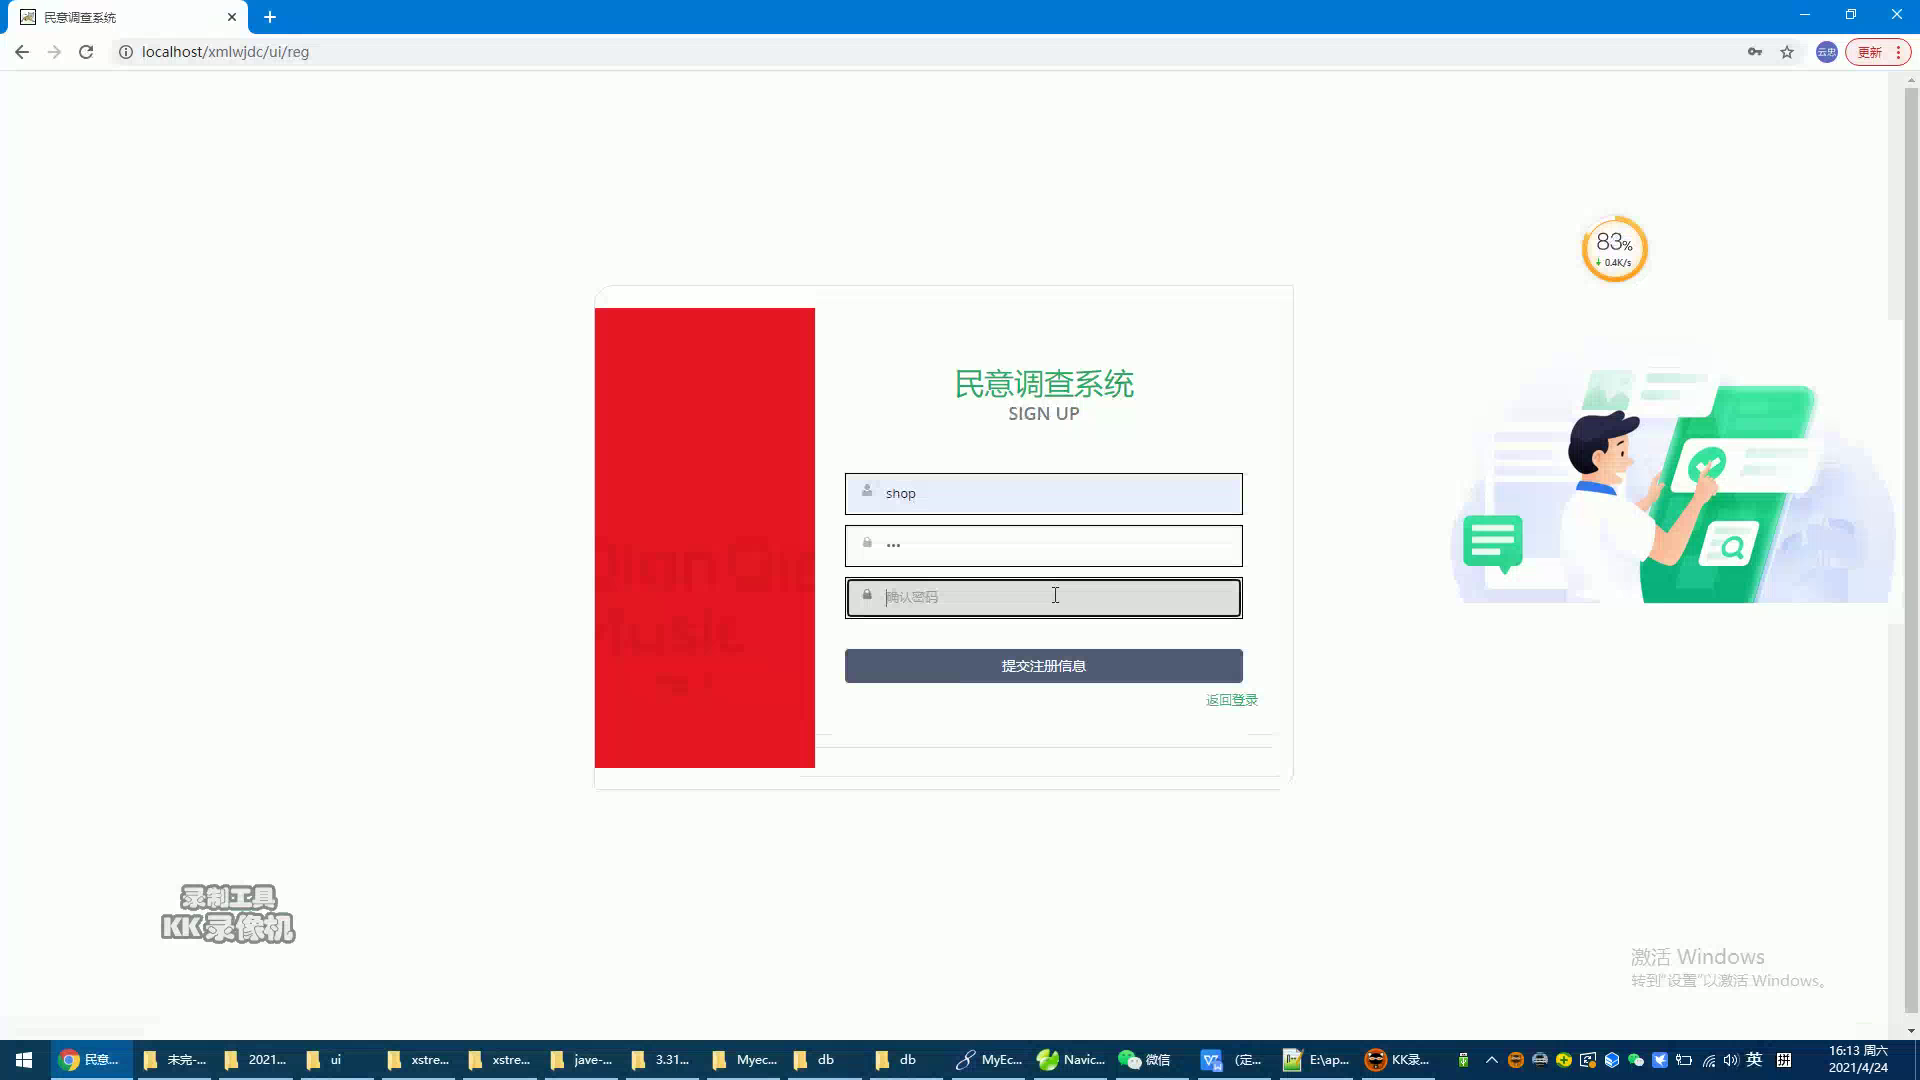 民意调查系统
localhost/xmlwjdc/ui/reg
云忠
更新
83%
0.4K/s
民意调查系统
SIGN UP
shop
•••
确认密码
提交注册信息
返回登录
Music
录制工具
KK录像机
激活 Windows
转到"设置"以激活 Windows。
民意...
未完-...
2021...
ui
xstre...
xstre...
jave-...
3.31...
Myec...
db
db
MyEc...
Navic...
微信
(定...
E:\ap...
KK录...
英
拼
16:13 周六
2021/4/24